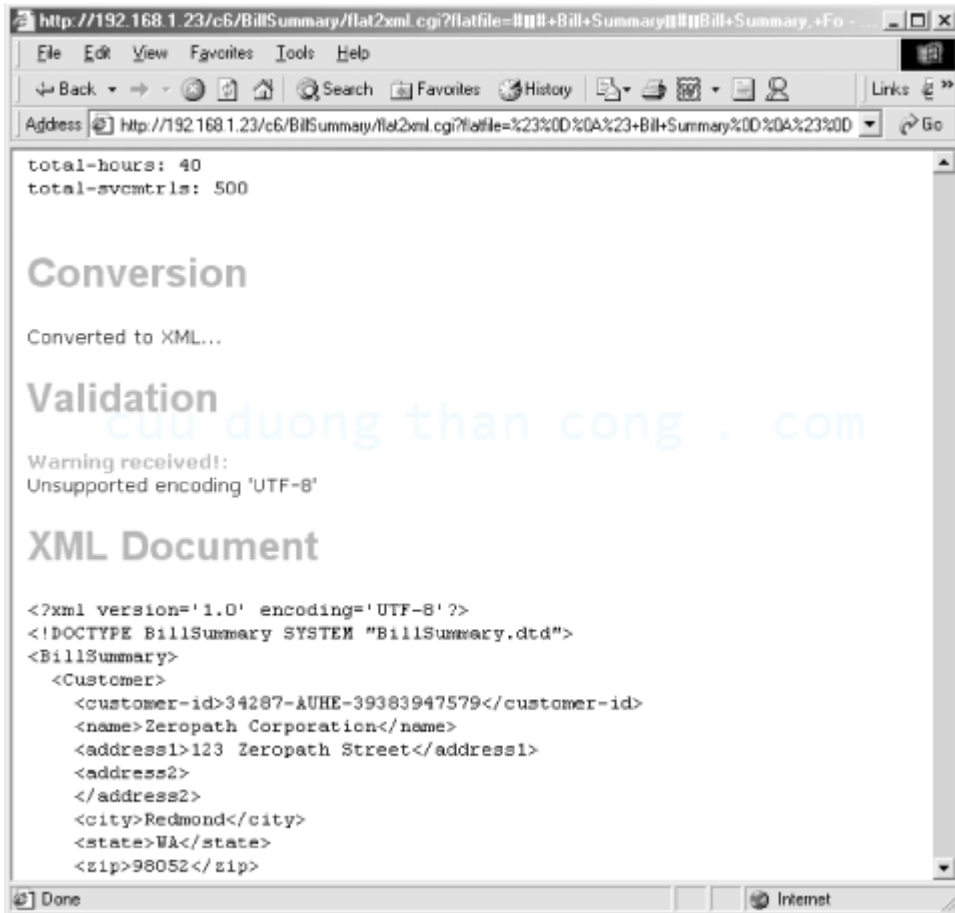 http://192.168.1.23/c6/BillSummary/flat2xml.cgi?flatfile=#▯▯#+Bill+Summary▯▯#▯▯Bill+Summary,+Fo - ...
File Edit View Favorites Tools Help
Back Search Favorites History Links
Address http://192.168.1.23/c6/BillSummary/flat2xml.cgi?flatfile=%23%0D%0A%23+Bill+Summary%0D%0A%23%0D Go
total-hours: 40
total-svcmtrls: 500
Conversion
Converted to XML...
Validation
cuu duong than cong . com
Warning received!:
Unsupported encoding 'UTF-8'
XML Document
<?xml version='1.0' encoding='UTF-8'?>
<!DOCTYPE BillSummary SYSTEM "BillSummary.dtd">
<BillSummary>
<Customer>
<customer-id>34287-AUHE-39383947579</customer-id>
<name>Zeropath Corporation</name>
<address1>123 Zeropath Street</address1>
<address2>
</address2>
<city>Redmond</city>
<state>WA</state>
<zip>98052</zip>
Done Internet